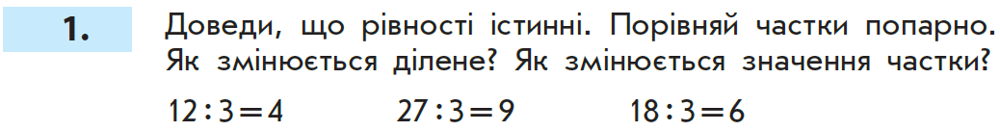 1. Доведи, що рівності істинні. Порівняй частки попарно.
Як змінюється ділене? Як змінюється значення частки?
12 : 3 = 4 27 : 3 = 9 18 : 3 = 6